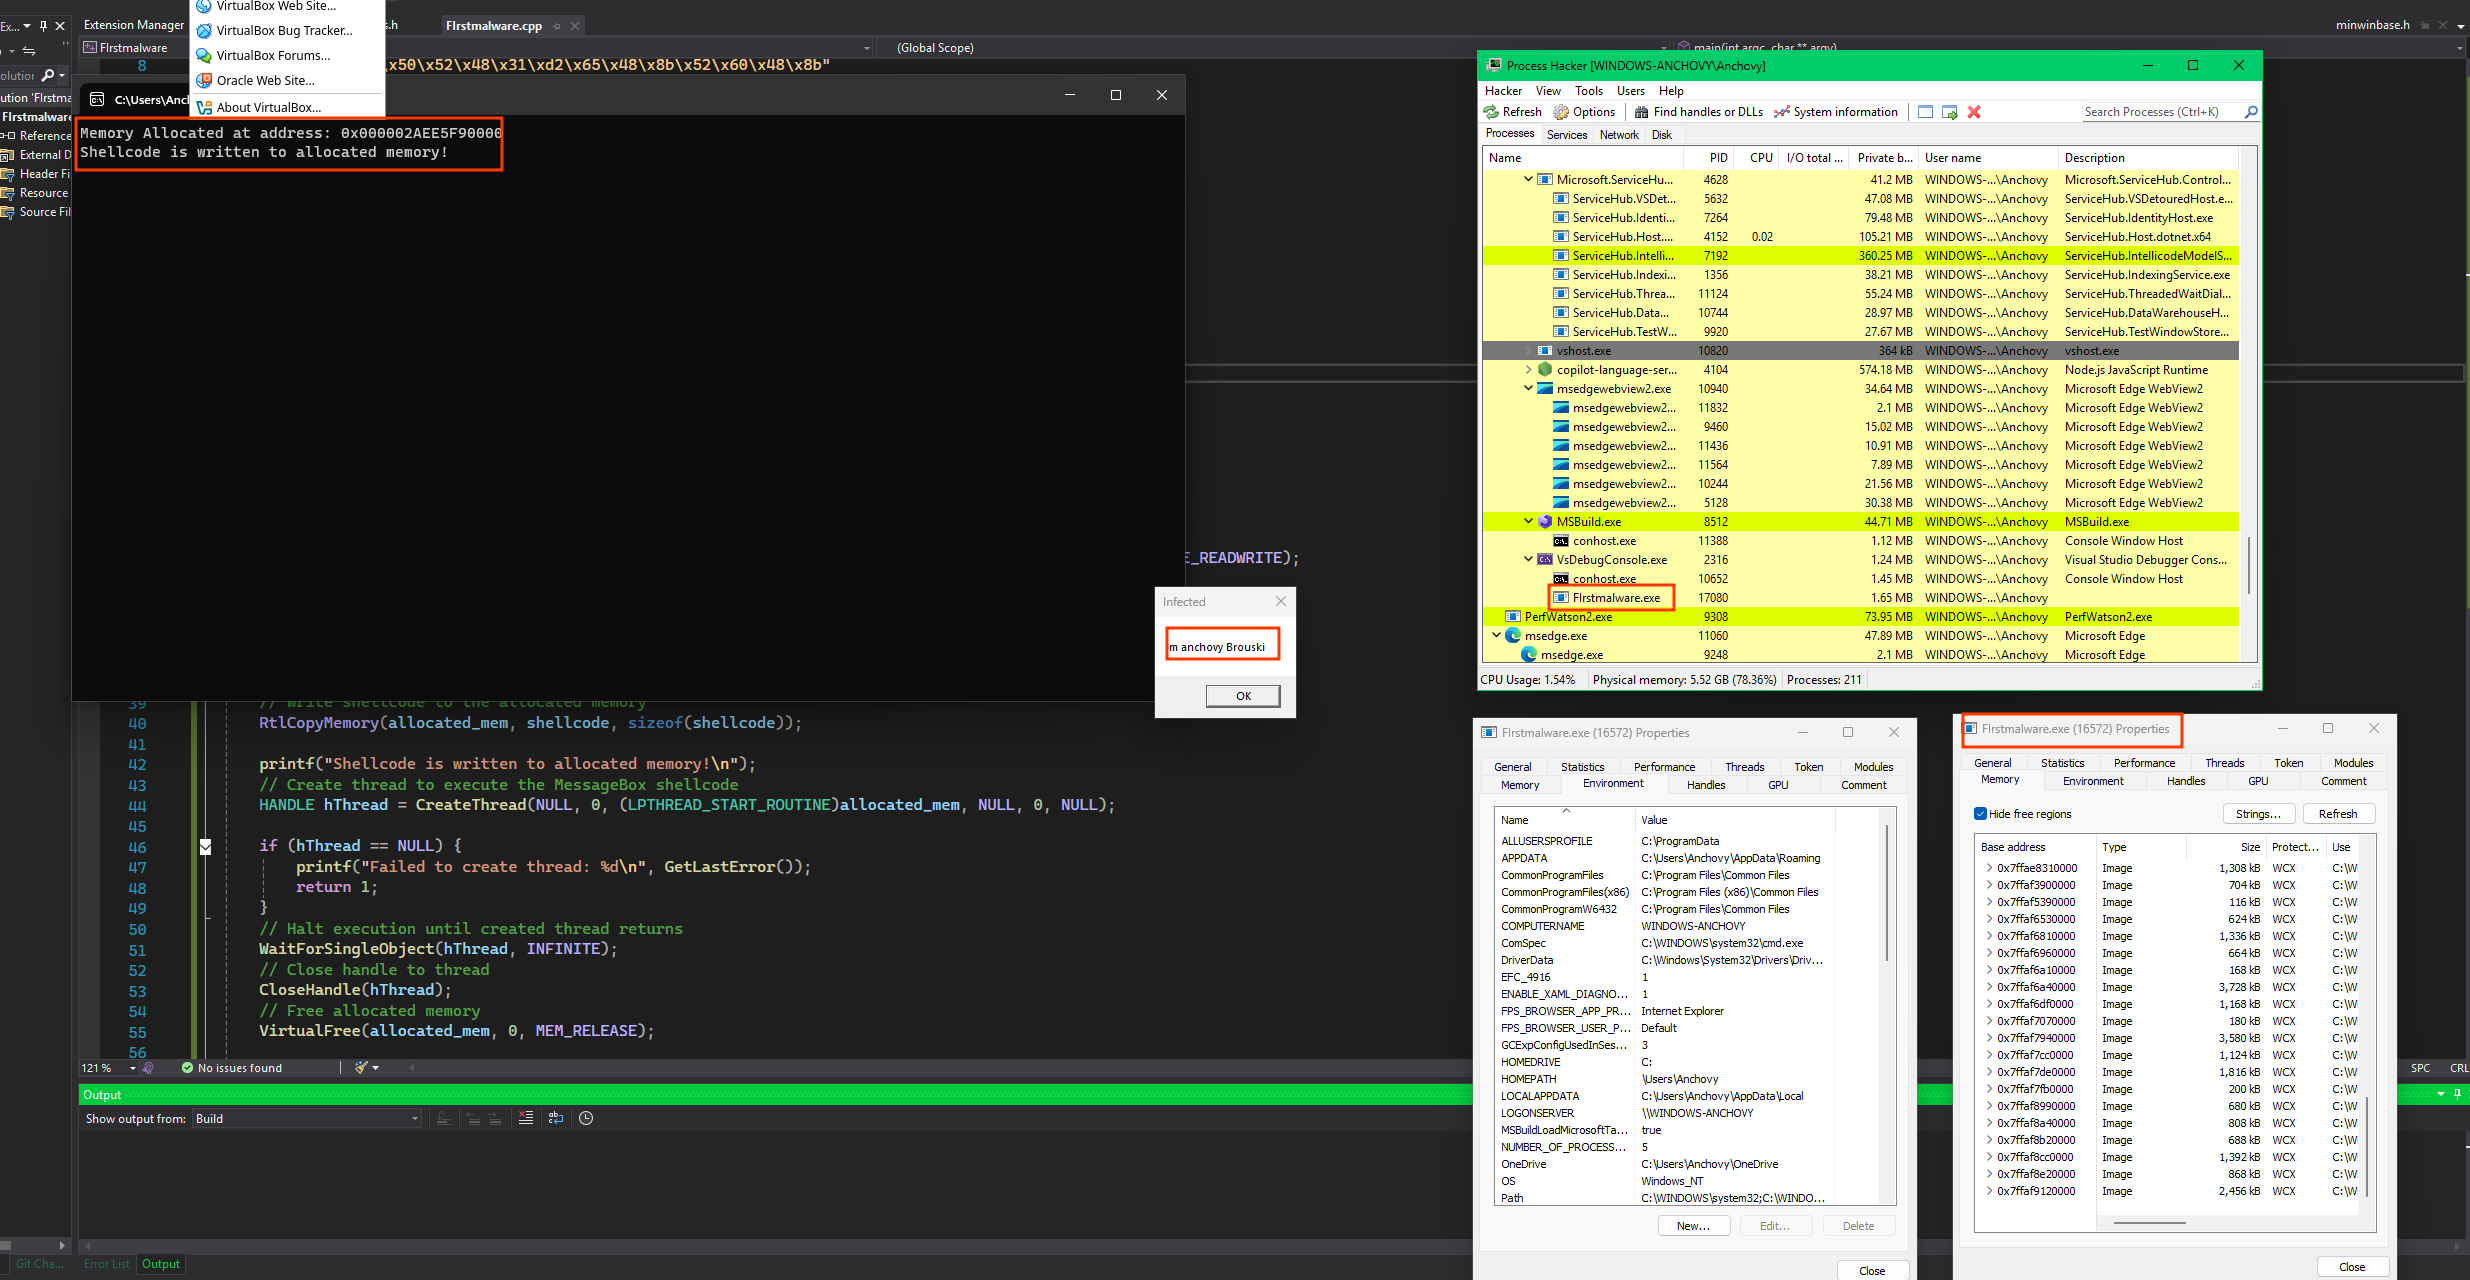 Ex...
Extension Manager
s.h
FIrstmalware.cpp
minwinbase.h
FIrstmalware
(Global Scope)
main(int argc, char ** argv)
8
\x50\x52\x48\x31\xd2\x65\x48\x8b\x52\x60\x48\x8b"
VirtualBox Web Site...
VirtualBox Bug Tracker...
VirtualBox Forums...
Oracle Web Site...
About VirtualBox...
ution 'FIrstma
FIrstmalware
Reference
External D
Header Fi
Resource
Source Fil
C:\Users\Anch
Memory Allocated at address: 0x000002AEE5F90000
Shellcode is written to allocated memory!
E_READWRITE);
Infected
m anchovy Brouski
OK
39 // Write shellcode to the allocated memory
40 RtlCopyMemory(allocated_mem, shellcode, sizeof(shellcode));
41
42 printf("Shellcode is written to allocated memory!\n");
43 // Create thread to execute the MessageBox shellcode
44 HANDLE hThread = CreateThread(NULL, 0, (LPTHREAD_START_ROUTINE)allocated_mem, NULL, 0, NULL);
45
46 if (hThread == NULL) {
47 printf("Failed to create thread: %d\n", GetLastError());
48 return 1;
49 }
50 // Halt execution until created thread returns
51 WaitForSingleObject(hThread, INFINITE);
52 // Close handle to thread
53 CloseHandle(hThread);
54 // Free allocated memory
55 VirtualFree(allocated_mem, 0, MEM_RELEASE);
56
121 %
No issues found
SPC CRL
Output
Show output from: Build
Git Cha...
Error List
Output
Process Hacker [WINDOWS-ANCHOVY\Anchovy]
Hacker View Tools Users Help
Refresh Options Find handles or DLLs System information
Search Processes (Ctrl+K)
Processes Services Network Disk
Name PID CPU I/O total ... Private b... User name Description
Microsoft.ServiceHu... 4628 41.2 MB WINDOWS-...\Anchovy Microsoft.ServiceHub.Control...
ServiceHub.VSDet... 5632 47.08 MB WINDOWS-...\Anchovy ServiceHub.VSDetouredHost.e...
ServiceHub.Identi... 7264 79.48 MB WINDOWS-...\Anchovy ServiceHub.IdentityHost.exe
ServiceHub.Host.... 4152 0.02 105.21 MB WINDOWS-...\Anchovy ServiceHub.Host.dotnet.x64
ServiceHub.Intelli... 7192 360.25 MB WINDOWS-...\Anchovy ServiceHub.IntellicodeModelS...
ServiceHub.Indexi... 1356 38.21 MB WINDOWS-...\Anchovy ServiceHub.IndexingService.exe
ServiceHub.Threa... 11124 55.24 MB WINDOWS-...\Anchovy ServiceHub.ThreadedWaitDial...
ServiceHub.Data... 10744 28.97 MB WINDOWS-...\Anchovy ServiceHub.DataWarehouseH...
ServiceHub.TestW... 9920 27.67 MB WINDOWS-...\Anchovy ServiceHub.TestWindowStore...
vshost.exe 10820 364 kB WINDOWS-...\Anchovy vshost.exe
copilot-language-ser... 4104 574.18 MB WINDOWS-...\Anchovy Node.js JavaScript Runtime
msedgewebview2.exe 10940 34.64 MB WINDOWS-...\Anchovy Microsoft Edge WebView2
msedgewebview2... 11832 2.1 MB WINDOWS-...\Anchovy Microsoft Edge WebView2
msedgewebview2... 9460 15.02 MB WINDOWS-...\Anchovy Microsoft Edge WebView2
msedgewebview2... 11436 10.91 MB WINDOWS-...\Anchovy Microsoft Edge WebView2
msedgewebview2... 11564 7.89 MB WINDOWS-...\Anchovy Microsoft Edge WebView2
msedgewebview2... 10244 21.56 MB WINDOWS-...\Anchovy Microsoft Edge WebView2
msedgewebview2... 5128 30.38 MB WINDOWS-...\Anchovy Microsoft Edge WebView2
MSBuild.exe 8512 44.71 MB WINDOWS-...\Anchovy MSBuild.exe
conhost.exe 11388 1.12 MB WINDOWS-...\Anchovy Console Window Host
VsDebugConsole.exe 2316 1.24 MB WINDOWS-...\Anchovy Visual Studio Debugger Cons...
conhost.exe 10652 1.45 MB WINDOWS-...\Anchovy Console Window Host
FIrstmalware.exe 17080 1.65 MB WINDOWS-...\Anchovy
PerfWatson2.exe 9308 73.95 MB WINDOWS-...\Anchovy PerfWatson2.exe
msedge.exe 11060 47.89 MB WINDOWS-...\Anchovy Microsoft Edge
msedge.exe 9248 2.1 MB WINDOWS-...\Anchovy Microsoft Edge
CPU Usage: 1.54% Physical memory: 5.52 GB (78.36%) Processes: 211
FIrstmalware.exe (16572) Properties
General Statistics Performance Threads Token Modules
Memory Environment Handles GPU Comment
Name Value
ALLUSERSPROFILE C:\ProgramData
APPDATA C:\Users\Anchovy\AppData\Roaming
CommonProgramFiles C:\Program Files\Common Files
CommonProgramFiles(x86) C:\Program Files (x86)\Common Files
CommonProgramW6432 C:\Program Files\Common Files
COMPUTERNAME WINDOWS-ANCHOVY
ComSpec C:\WINDOWS\system32\cmd.exe
DriverData C:\Windows\System32\Drivers\Driv...
EFC_4916 1
ENABLE_XAML_DIAGNO... 1
FPS_BROWSER_APP_PR... Internet Explorer
FPS_BROWSER_USER_P... Default
GCExpConfigUsedInSes... 3
HOMEDRIVE C:
HOMEPATH \Users\Anchovy
LOCALAPPDATA C:\Users\Anchovy\AppData\Local
LOGONSERVER \\WINDOWS-ANCHOVY
MSBuildLoadMicrosoftTa... true
NUMBER_OF_PROCESS... 5
OneDrive C:\Users\Anchovy\OneDrive
OS Windows_NT
Path C:\WINDOWS\system32;C:\WINDO...
New... Edit... Delete
Close
FIrstmalware.exe (16572) Properties
General Statistics Performance Threads Token Modules
Memory Environment Handles GPU Comment
Hide free regions Strings... Refresh
Base address Type Size Protect... Use
0x7ffae8310000 Image 1,308 kB WCX C:\W
0x7ffaf3900000 Image 704 kB WCX C:\W
0x7ffaf5390000 Image 116 kB WCX C:\W
0x7ffaf6530000 Image 624 kB WCX C:\W
0x7ffaf6810000 Image 1,336 kB WCX C:\W
0x7ffaf6960000 Image 664 kB WCX C:\W
0x7ffaf6a10000 Image 168 kB WCX C:\W
0x7ffaf6a40000 Image 3,728 kB WCX C:\W
0x7ffaf6df0000 Image 1,168 kB WCX C:\W
0x7ffaf7070000 Image 180 kB WCX C:\W
0x7ffaf7940000 Image 3,580 kB WCX C:\W
0x7ffaf7cc0000 Image 1,124 kB WCX C:\W
0x7ffaf7de0000 Image 1,816 kB WCX C:\W
0x7ffaf7fb0000 Image 200 kB WCX C:\W
0x7ffaf8990000 Image 680 kB WCX C:\W
0x7ffaf8a40000 Image 808 kB WCX C:\W
0x7ffaf8b20000 Image 688 kB WCX C:\W
0x7ffaf8cc0000 Image 1,392 kB WCX C:\W
0x7ffaf8e20000 Image 868 kB WCX C:\W
0x7ffaf9120000 Image 2,456 kB WCX C:\W
Close